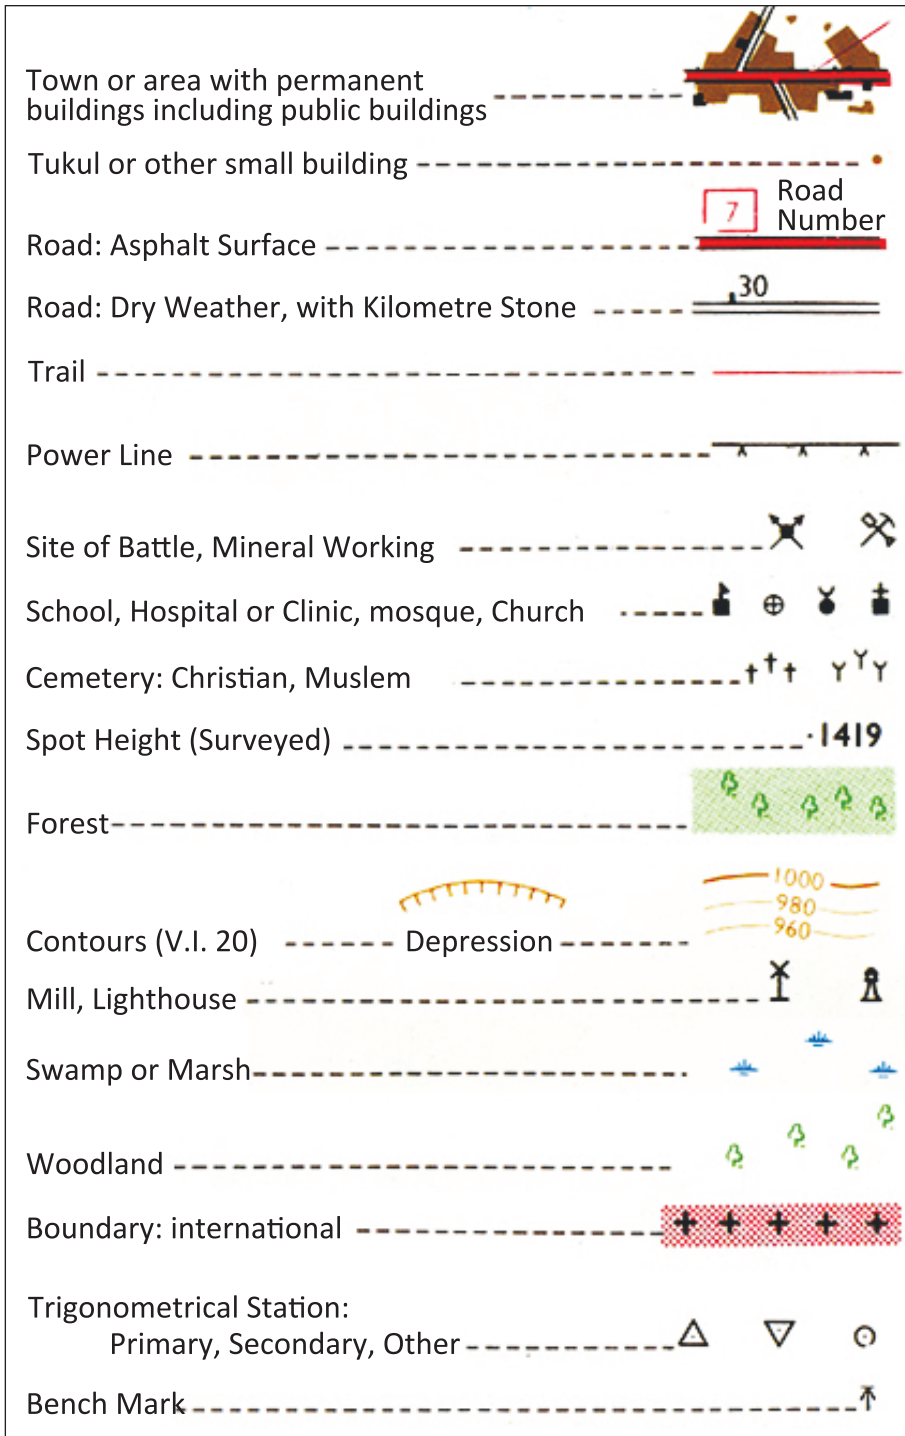 Town or area with permanent
buildings including public buildings
Tukul or other small building
7 Road
Number
Road: Asphalt Surface
30
Road: Dry Weather, with Kilometre Stone
Trail
Power Line
Site of Battle, Mineral Working
School, Hospital or Clinic, mosque, Church
Cemetery: Christian, Muslem
Spot Height (Surveyed) ·1419
Forest
1000
980
960
Contours (V.I. 20) Depression
Mill, Lighthouse
Swamp or Marsh
Woodland
Boundary: international
Trigonometrical Station:
Primary, Secondary, Other
Bench Mark